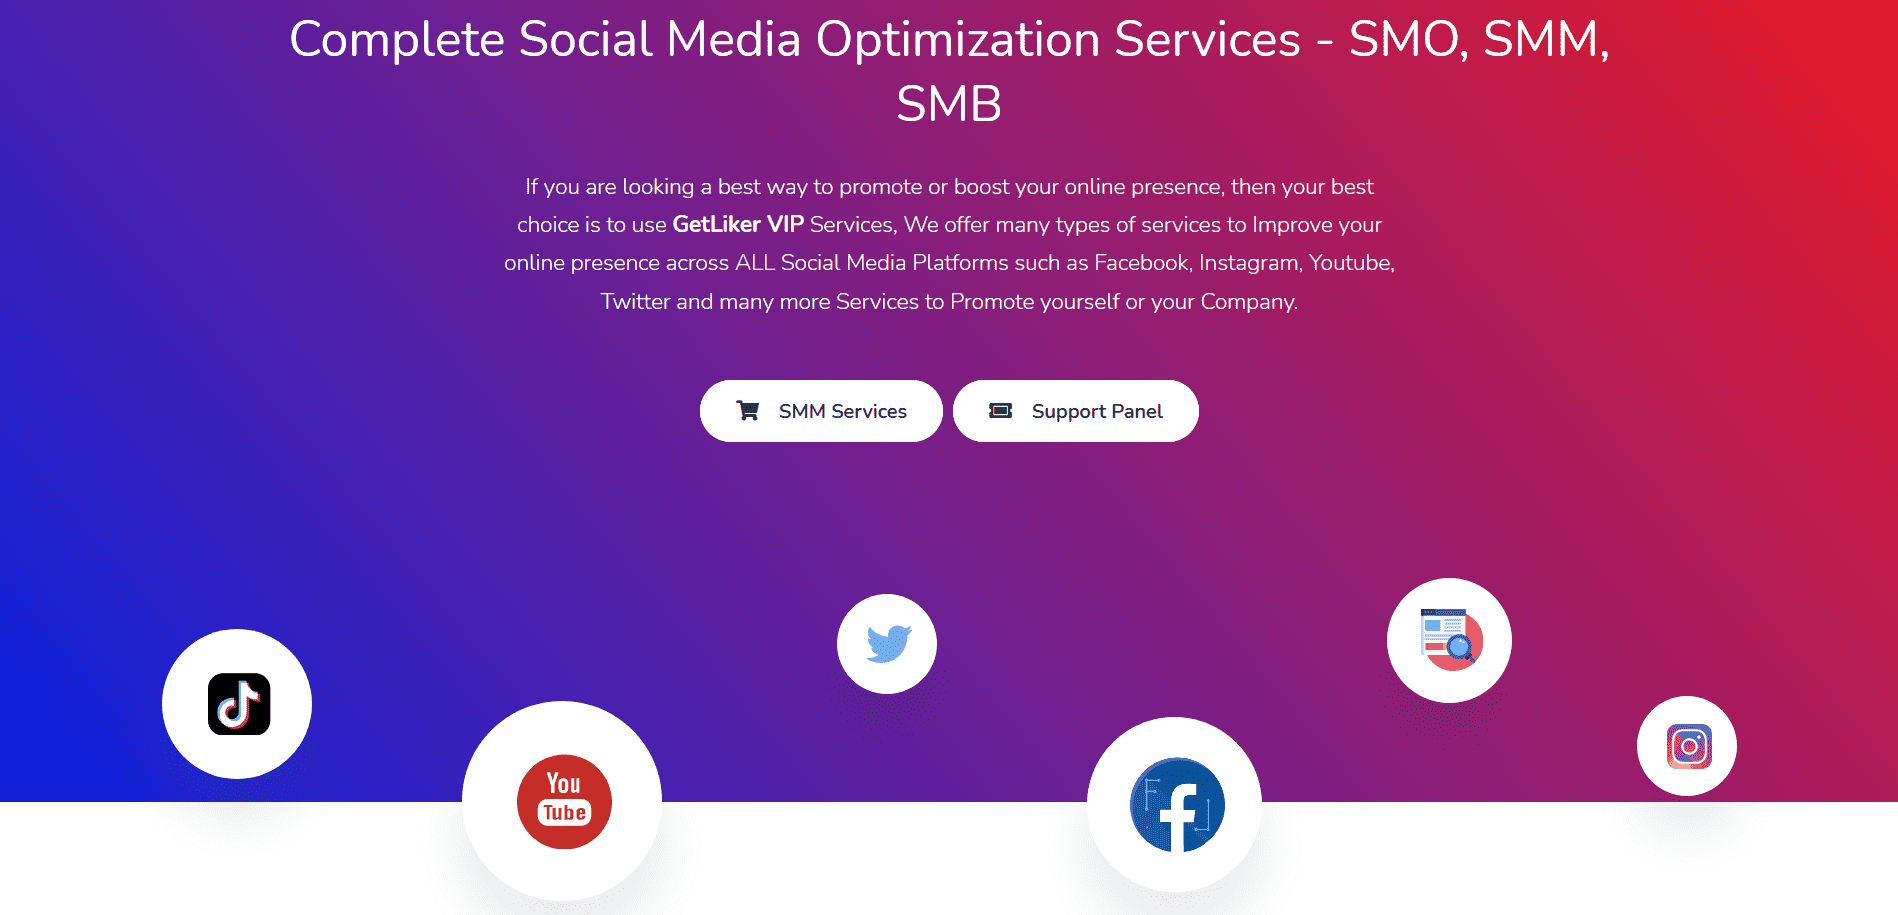 Complete Social Media Optimization Services - SMO, SMM,
SMB
If you are looking a best way to promote or boost your online presence, then your best
choice is to use GetLiker VIP Services, We offer many types of services to Improve your
online presence across ALL Social Media Platforms such as Facebook, Instagram, Youtube,
Twitter and many more Services to Promote yourself or your Company.
SMM Services
Support Panel
You
Tube